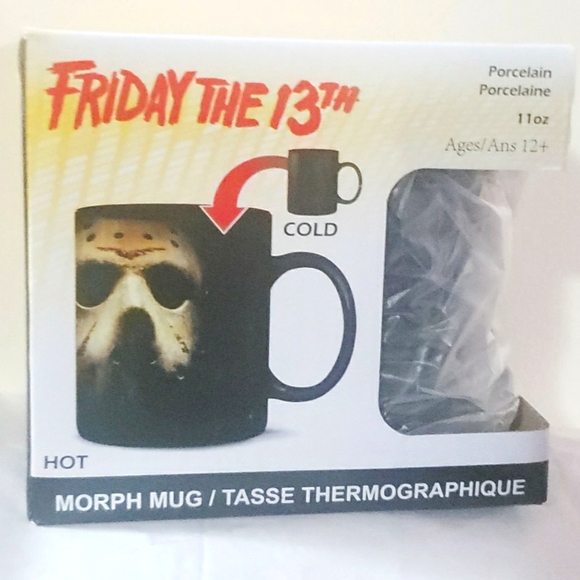 FRIDAY THE 13TH
Porcelain
Porcelaine
11oz
Ages/Ans 12+
COLD
HOT
MORPH MUG / TASSE THERMOGRAPHIQUE